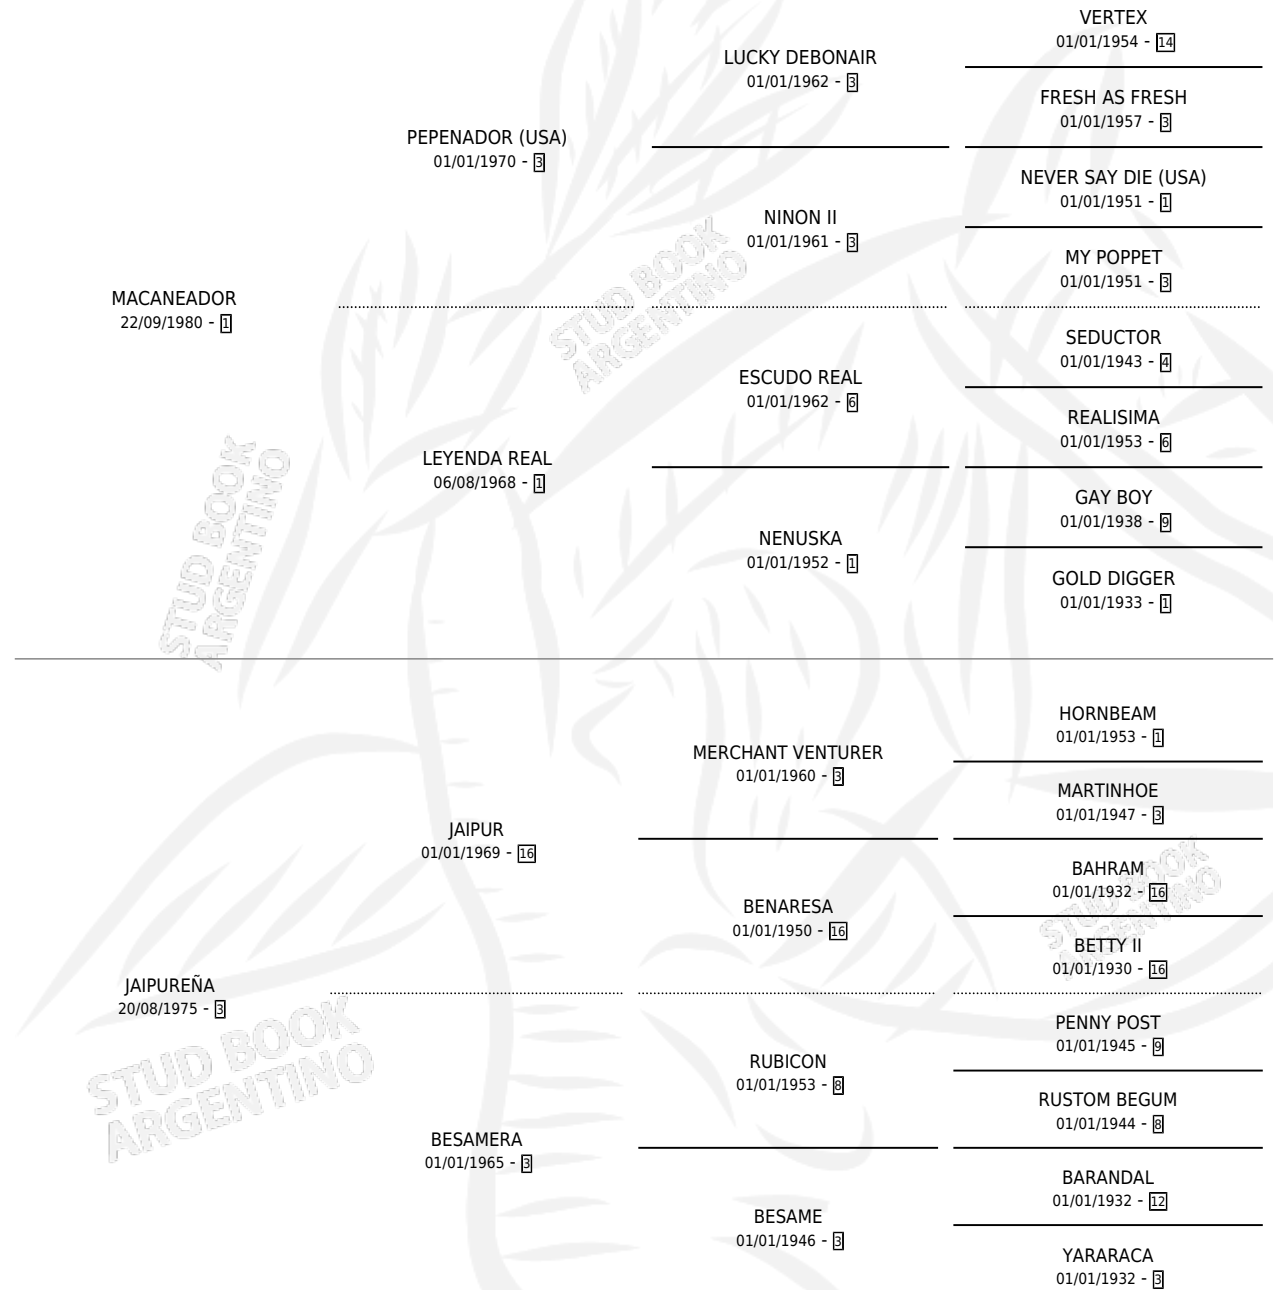 VERTEX
01/01/1954 - 14
LUCKY DEBONAIR
01/01/1962 - 3
FRESH AS FRESH
01/01/1957 - 3
PEPENADOR (USA)
01/01/1970 - 3
NEVER SAY DIE (USA)
01/01/1951 - 1
NINON II
01/01/1961 - 3
MY POPPET
01/01/1951 - 3
STUD BOOK
ARGENTINO
MACANEADOR
22/09/1980 - 1
SEDUCTOR
01/01/1943 - 4
ESCUDO REAL
01/01/1962 - 6
REALISIMA
01/01/1953 - 6
LEYENDA REAL
06/08/1968 - 1
GAY BOY
01/01/1938 - 9
NENUSKA
01/01/1952 - 1
GOLD DIGGER
01/01/1933 - 1
STUD BOOK
ARGENTINO
HORNBEAM
01/01/1953 - 1
MERCHANT VENTURER
01/01/1960 - 3
MARTINHOE
01/01/1947 - 3
JAIPUR
01/01/1969 - 16
BAHRAM
01/01/1932 - 16
BENARESA
01/01/1950 - 16
STUD BOOK
ARGENTINO
BETTY II
01/01/1930 - 16
JAIPUREÑA
20/08/1975 - 3
PENNY POST
01/01/1945 - 9
RUBICON
01/01/1953 - 8
RUSTOM BEGUM
01/01/1944 - 8
STUD BOOK
ARGENTINO
BESAMERA
01/01/1965 - 3
BARANDAL
01/01/1932 - 12
BESAME
01/01/1946 - 3
YARARACA
01/01/1932 - 3